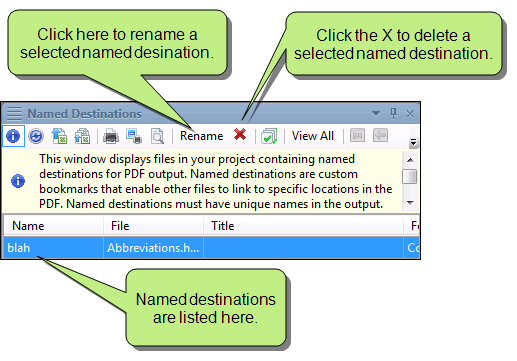 Click here to rename a
selected named desination.
Click the X to delete a
selected named destination.
Named Destinations
Rename
View All
This window displays files in your project containing named
destinations for PDF output. Named destinations are custom
bookmarks that enable other files to link to specific locations in the
PDF. Named destinations must have unique names in the output.
Name File Title
blah Abbreviations.h...
Named destinations
are listed here.